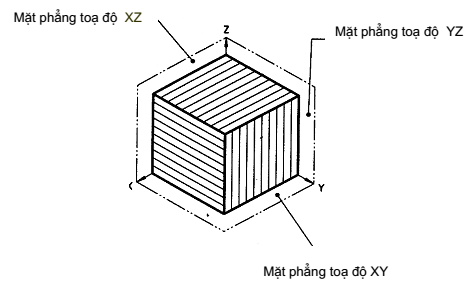 Mặt phẳng toạ độ XZ
Z
Mặt phẳng toạ độ YZ
Y
Mặt phẳng toạ độ XY